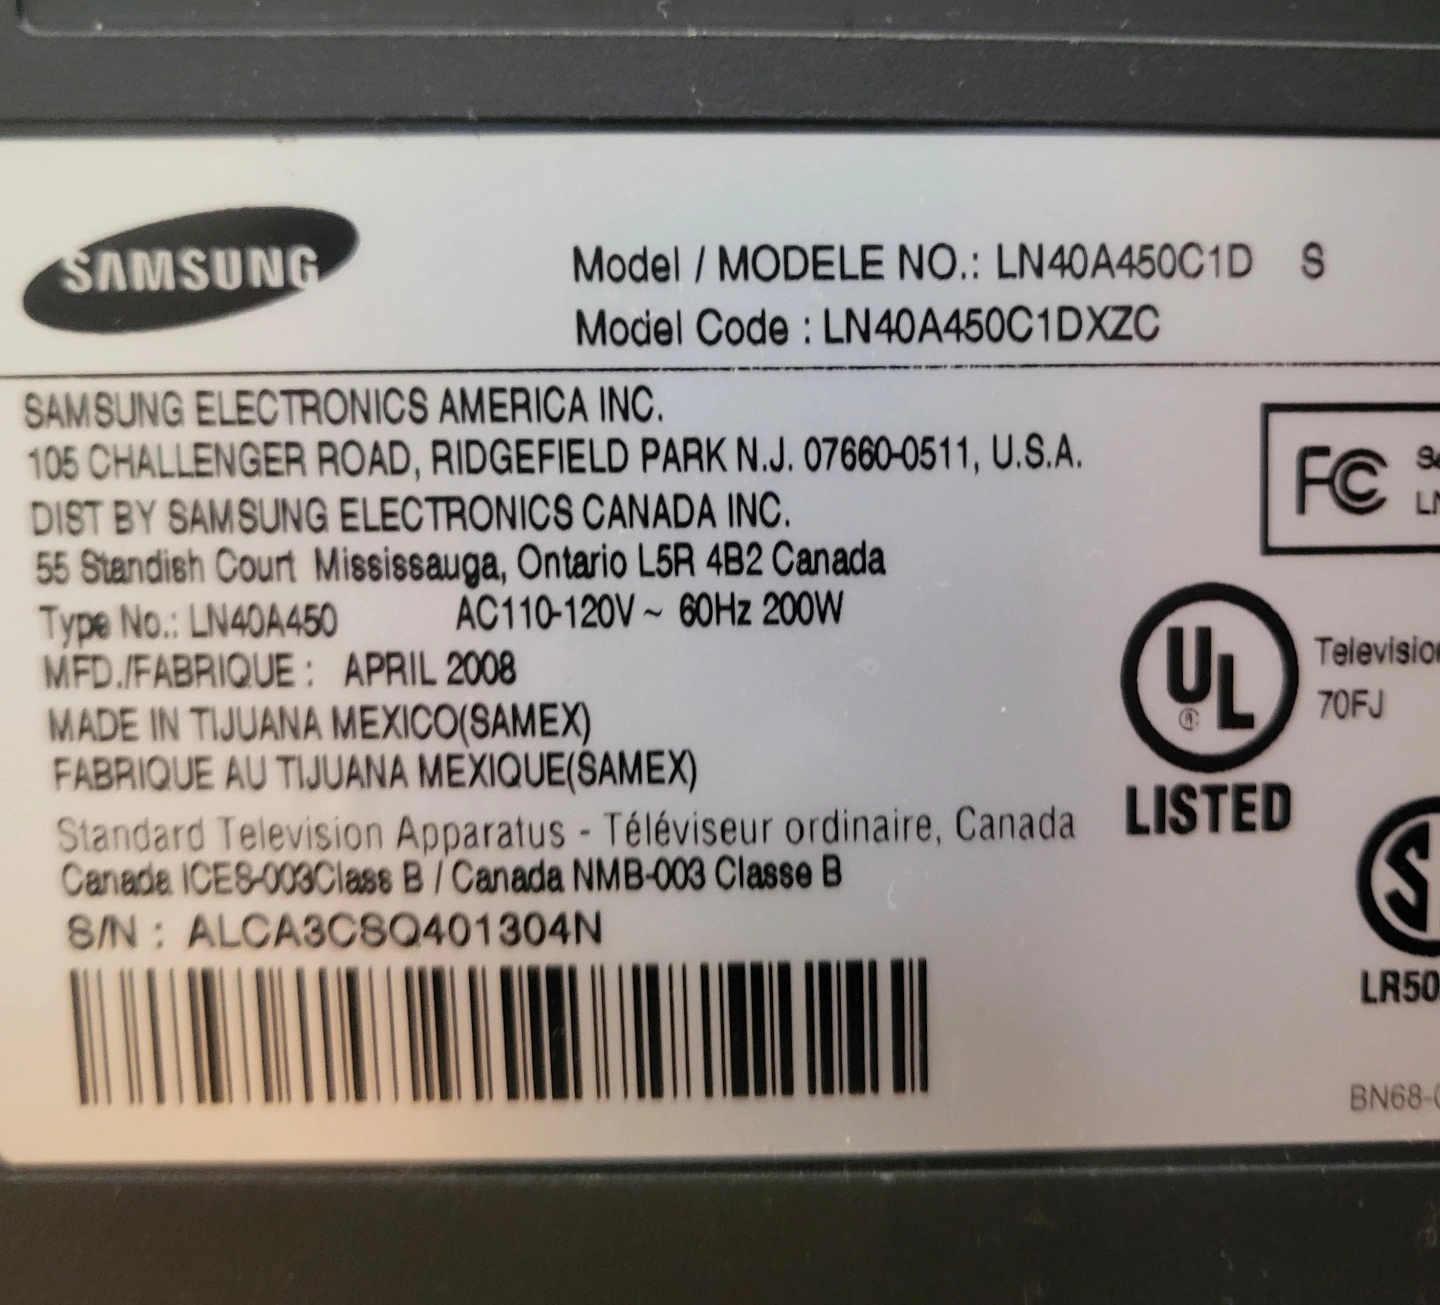 SAMSUNG
Model / MODELE NO.: LN40A450C1D S
Model Code : LN40A450C1DXZC
SAMSUNG ELECTRONICS AMERICA INC.
105 CHALLENGER ROAD, RIDGEFIELD PARK N.J. 07660-0511, U.S.A.
DIST BY SAMSUNG ELECTRONICS CANADA INC.
55 Standish Court Mississauga, Ontario L5R 4B2 Canada
Type No.: LN40A450 AC110-120V ~ 60Hz 200W
MFD./FABRIQUE : APRIL 2008
MADE IN TIJUANA MEXICO(SAMEX)
FABRIQUE AU TIJUANA MEXIQUE(SAMEX)
Standard Television Apparatus - Téléviseur ordinaire, Canada
Canada ICES-003Class B / Canada NMB-003 Classe B
S/N : ALCA3CSQ401304N
FC
UL
®
LISTED
Television
70FJ
LR50
BN68-